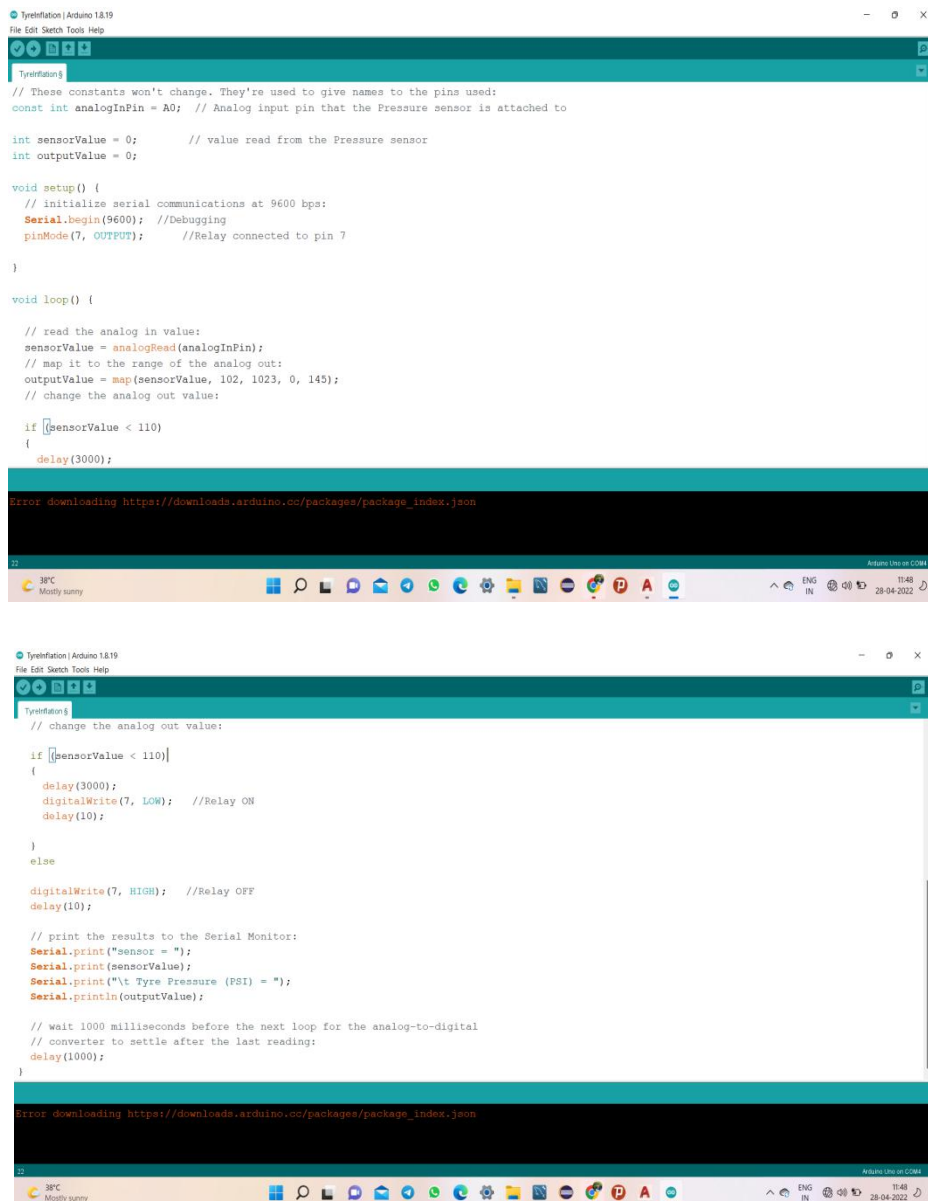 TyreInflation | Arduino 1.8.19
File Edit Sketch Tools Help
TyreInflation §
// These constants won't change. They're used to give names to the pins used:
const int analogInPin = A0;  // Analog input pin that the Pressure sensor is attached to
int sensorValue = 0;        // value read from the Pressure sensor
int outputValue = 0;
void setup() {
  // initialize serial communications at 9600 bps:
  Serial.begin(9600);  //Debugging
  pinMode(7, OUTPUT);      //Relay connected to pin 7
}
void loop() {
  // read the analog in value:
  sensorValue = analogRead(analogInPin);
  // map it to the range of the analog out:
  outputValue = map(sensorValue, 102, 1023, 0, 145);
  // change the analog out value:
  if (sensorValue < 110)
  {
    delay(3000);
Error downloading https://downloads.arduino.cc/packages/package_index.json
22 Arduino Uno on COM4
38°C
Mostly sunny
ENG
IN
11:48
28-04-2022
TyreInflation | Arduino 1.8.19
File Edit Sketch Tools Help
TyreInflation §
  // change the analog out value:
  if (sensorValue < 110)
  {
    delay(3000);
    digitalWrite(7, LOW);   //Relay ON
    delay(10);
  }
  else
  digitalWrite(7, HIGH);   //Relay OFF
  delay(10);
  // print the results to the Serial Monitor:
  Serial.print("sensor = ");
  Serial.print(sensorValue);
  Serial.print("\t Tyre Pressure (PSI) = ");
  Serial.println(outputValue);
  // wait 1000 milliseconds before the next loop for the analog-to-digital
  // converter to settle after the last reading:
  delay(1000);
}
Error downloading https://downloads.arduino.cc/packages/package_index.json
22 Arduino Uno on COM4
38°C
Mostly sunny
ENG
IN
11:48
28-04-2022